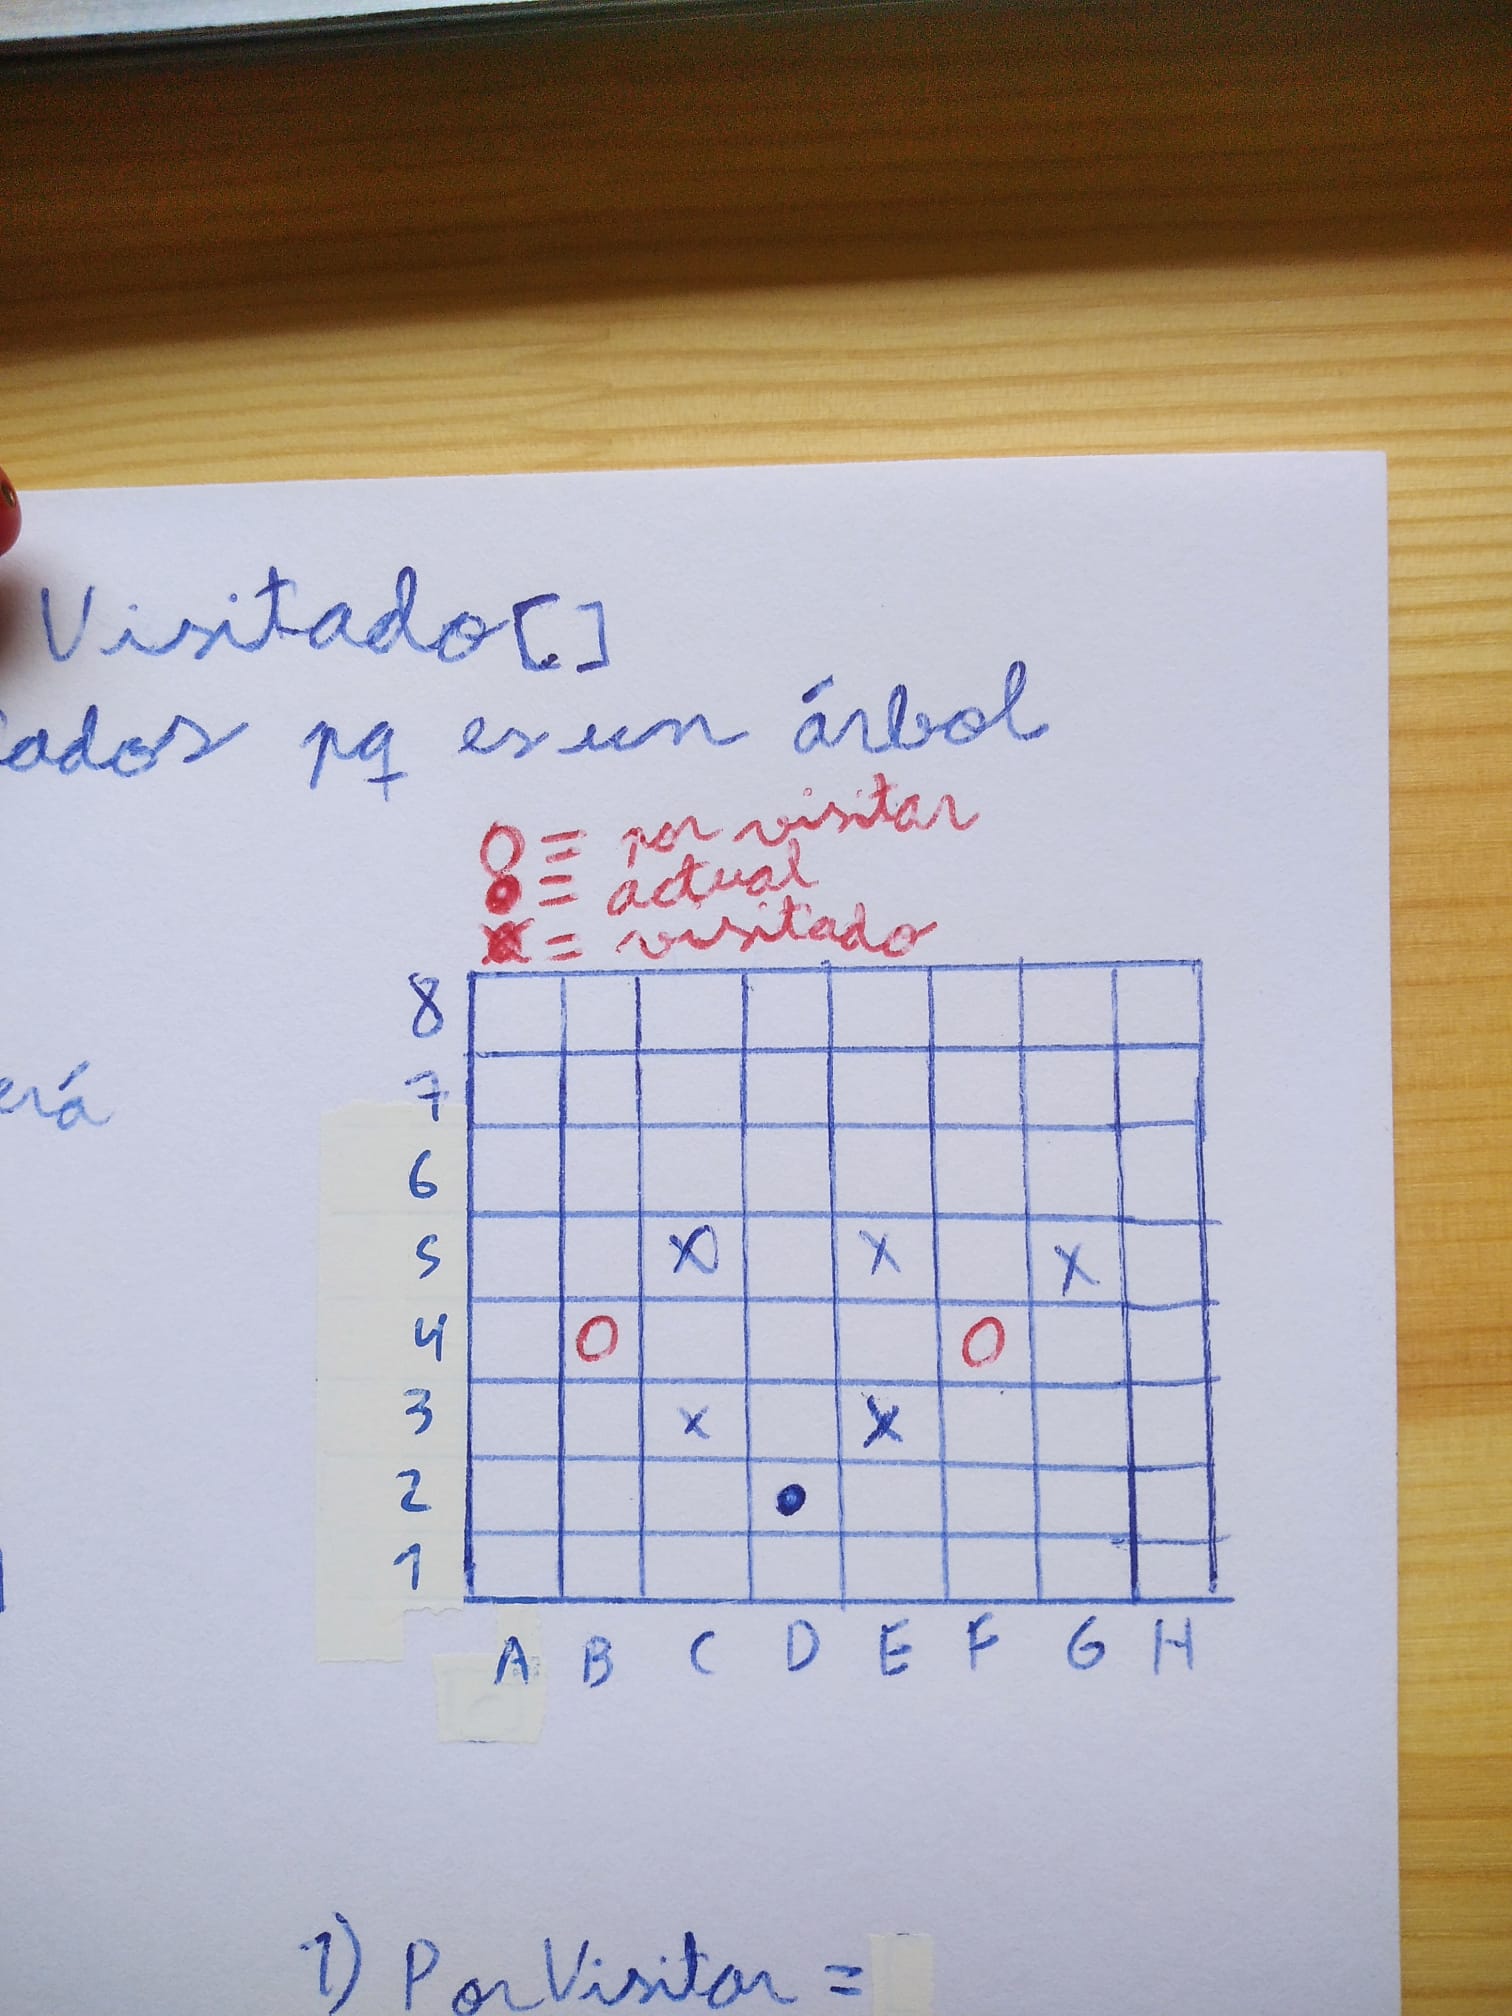 Visitado[]
ados pq es un árbol
O = por visitar
● = actual
X = visitado
8
7
erá
6
5 X O X X
4 O O
3 X X
2 ●
1
A B C D E F G H
1) PorVisitar =